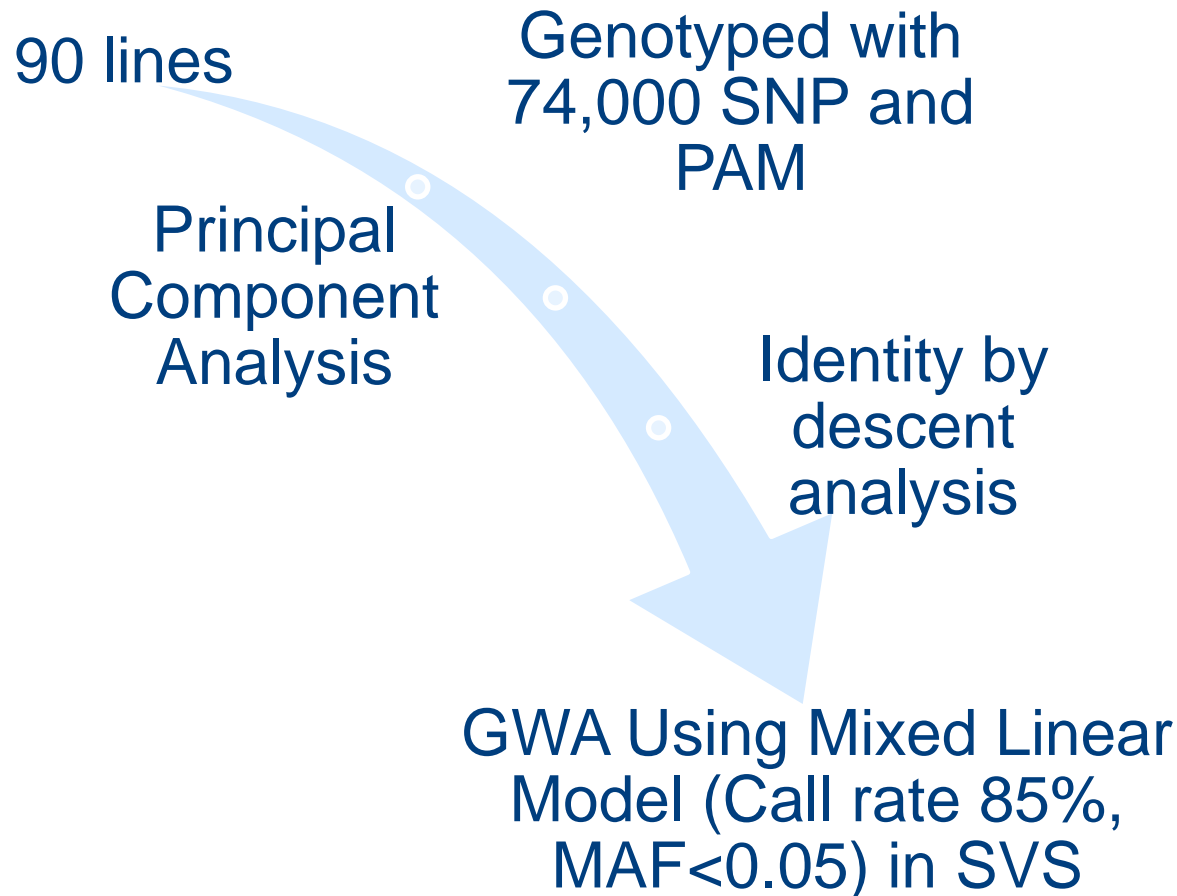 90 lines
Genotyped with
74,000 SNP and
PAM
Principal
Component
Analysis
Identity by
descent
analysis
GWA Using Mixed Linear
Model (Call rate 85%,
MAF<0.05) in SVS